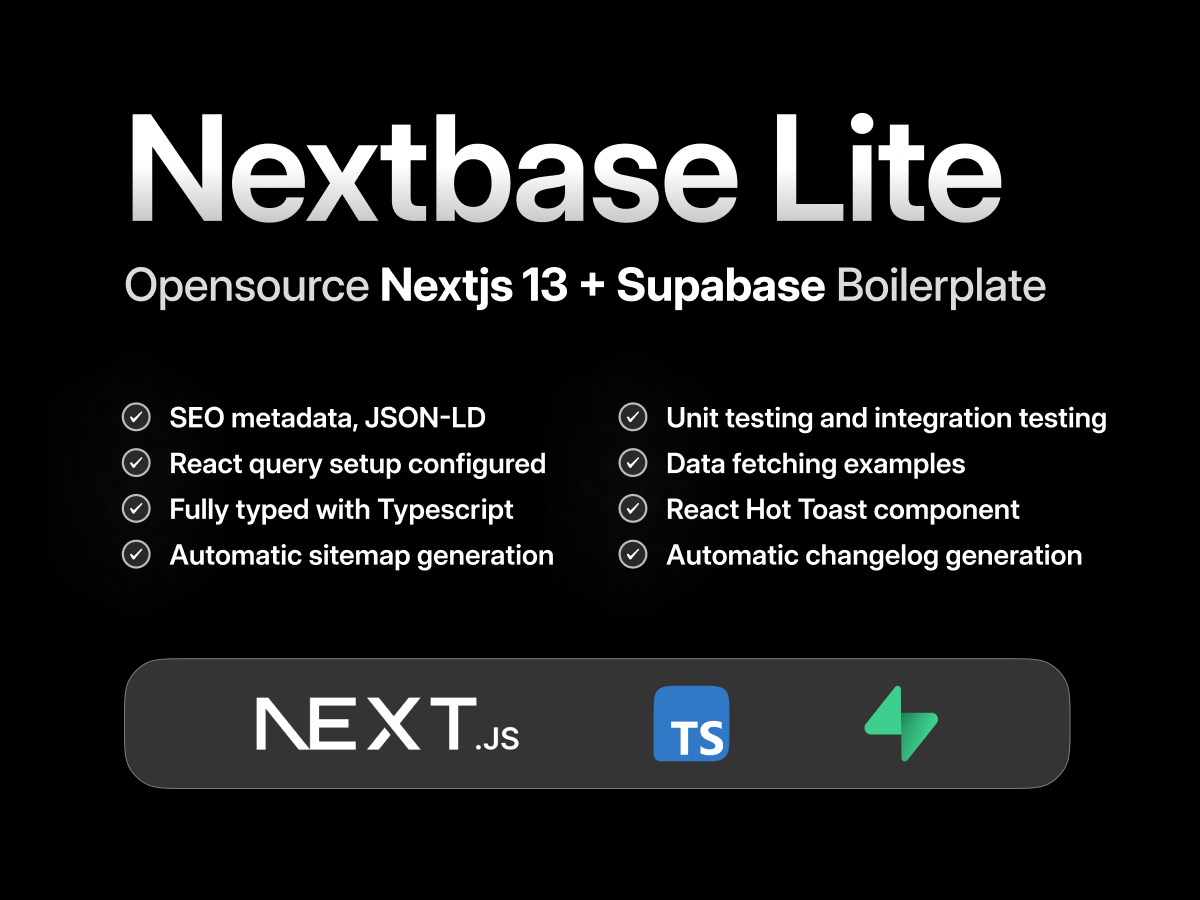 Nextbase Lite
Opensource Nextjs 13 + Supabase Boilerplate
SEO metadata, JSON-LD
React query setup configured
Fully typed with Typescript
Automatic sitemap generation
Unit testing and integration testing
Data fetching examples
React Hot Toast component
Automatic changelog generation
NEXT.JS
TS